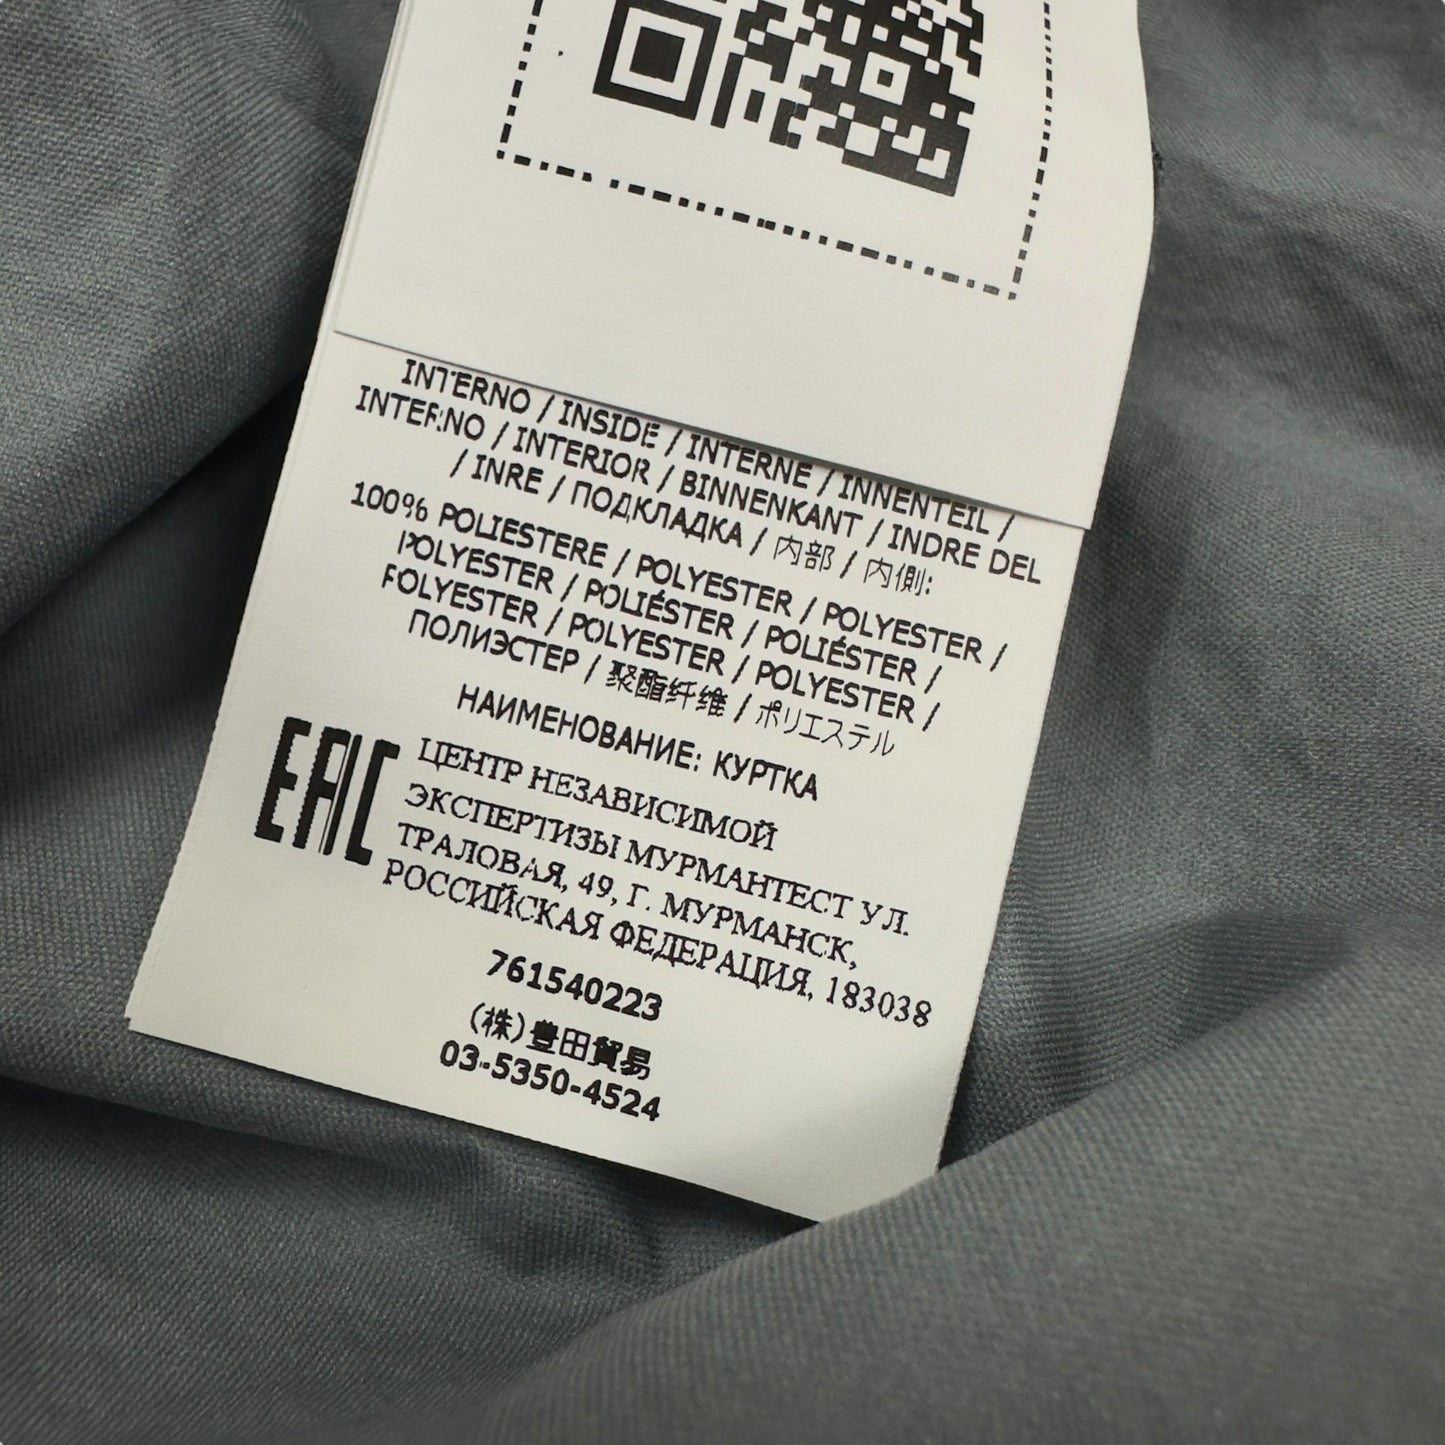 INTERNO / INSIDE / INTERNE / INNENTEIL /
INTERNO / INTERIOR / BINNENKANT / INDRE DEL
/ INRE / ПОДКЛАДКА / 内部 / 内側:
100% POLIESTERE / POLYESTER / POLYESTER /
POLYESTER / POLIÉSTER / POLIÉSTER /
POLYESTER / POLYESTER / POLYESTER /
ПОЛИЭСТЕР / 聚酯纤维 / ポリエステル
НАИМЕНОВАНИЕ: КУРТКА
EAC
ЦЕНТР НЕЗАВИСИМОЙ
ЭКСПЕРТИЗЫ МУРМАНТЕСТ УЛ.
ТРАЛОВАЯ, 49, Г. МУРМАНСК,
РОССИЙСКАЯ ФЕДЕРАЦИЯ, 183038
761540223
(株)豊田貿易
03-5350-4524